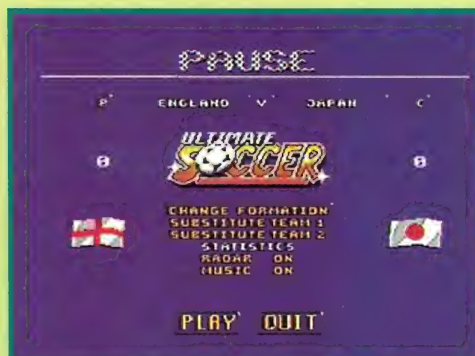 PAUSE
P ENGLAND V JAPAN C
ULTIMATE
0 SOCCER 0
CHANGE FORMATION
SUBSTITUTE TEAM 1
SUBSTITUTE TEAM 2
STATISTICS
RADAR ON
MUSIC ON
PLAY QUIT